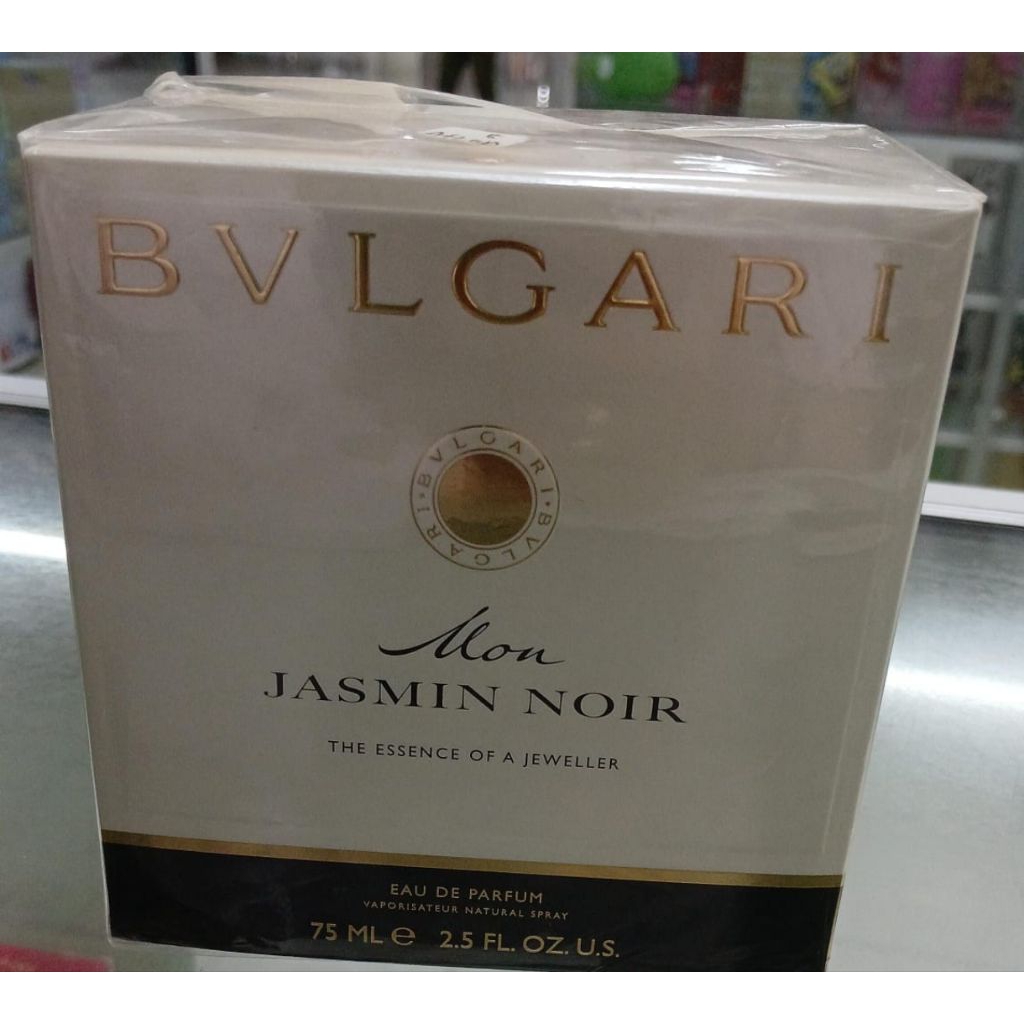 BVLGARI
BVLGARI • BVLGARI •
Mon
JASMIN NOIR
THE ESSENCE OF A JEWELLER
EAU DE PARFUM
VAPORISATEUR NATURAL SPRAY
75 ML e 2.5 FL. OZ. U.S.